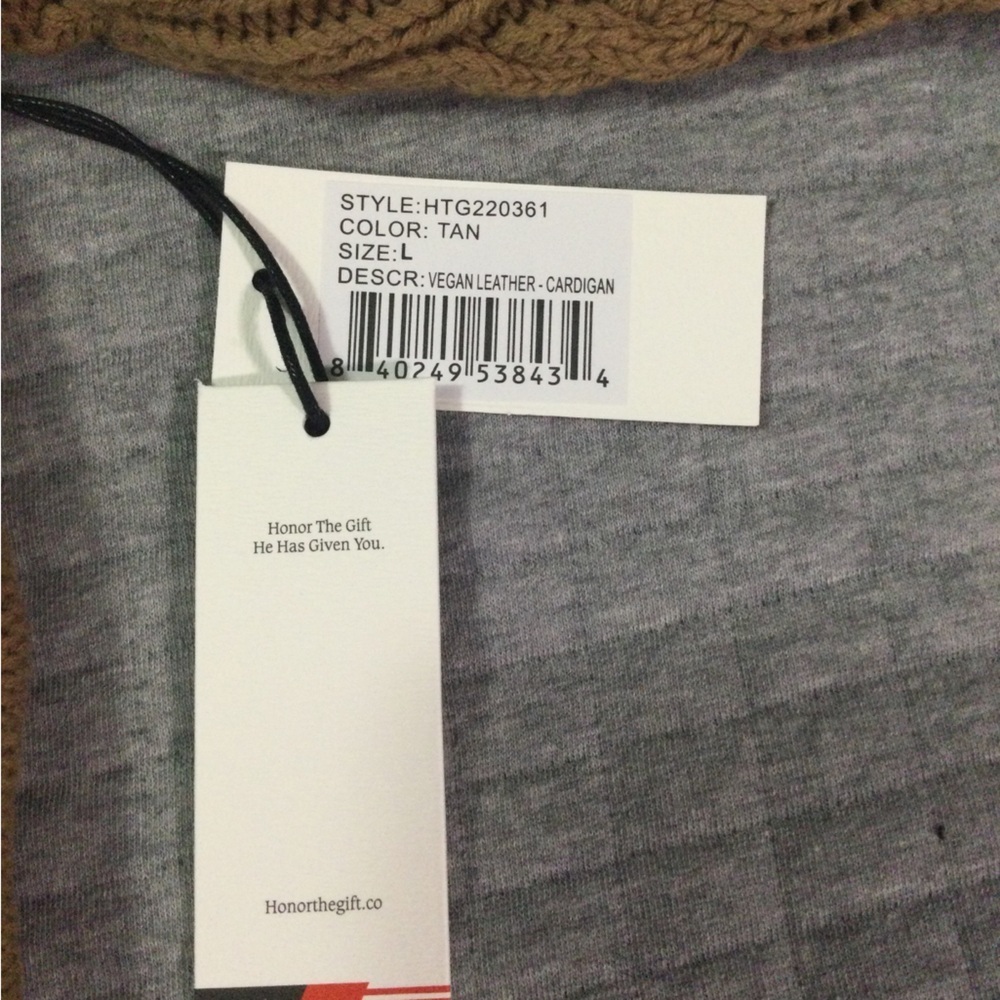 STYLE:HTG220361
COLOR: TAN
SIZE:L
DESCR: VEGAN LEATHER - CARDIGAN
8 40249 53843 4
Honor The Gift
He Has Given You.
Honorthegift.co